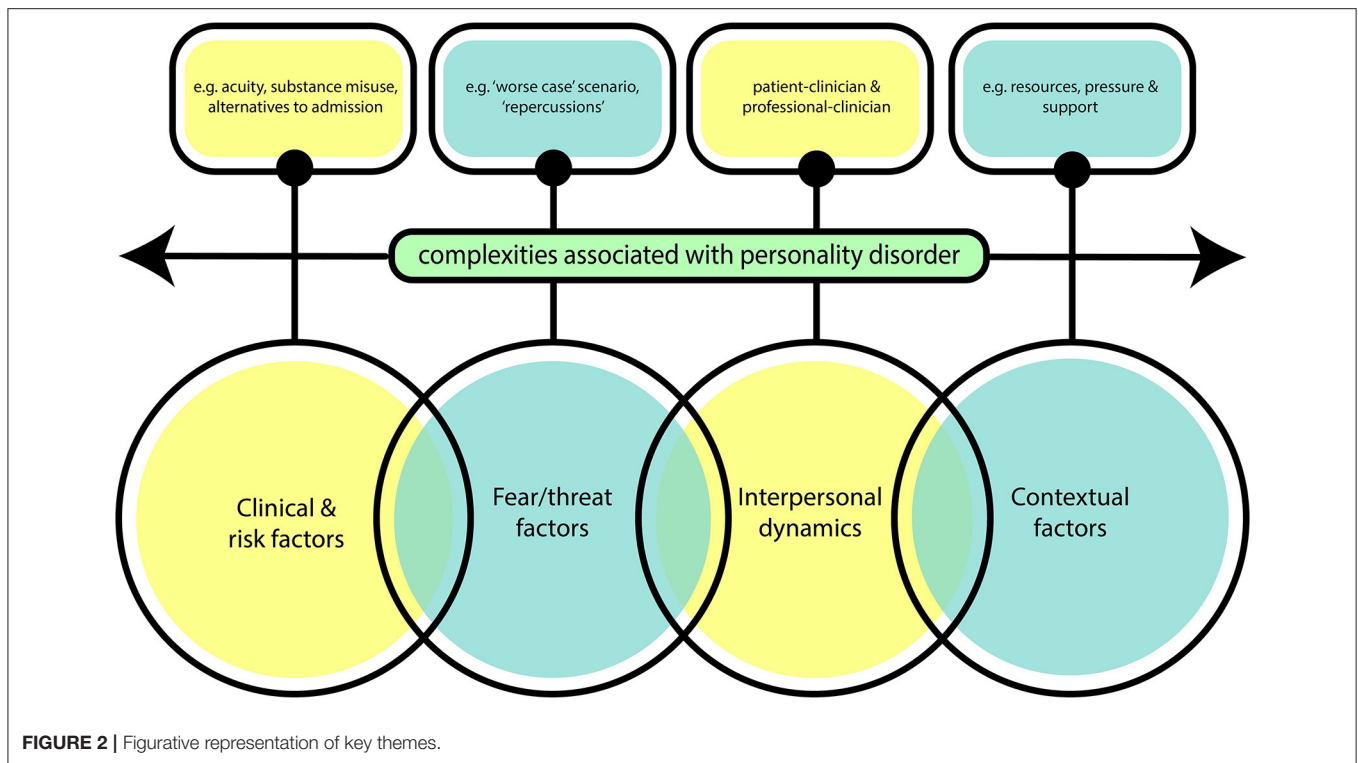 e.g. acuity, substance misuse,
alternatives to admission
e.g. ‘worse case’ scenario,
‘repercussions’
patient-clinician &
professional-clinician
e.g. resources, pressure &
support
complexities associated with personality disorder
Clinical &
risk factors
Fear/threat
factors
Interpersonal
dynamics
Contextual
factors
FIGURE 2 | Figurative representation of key themes.